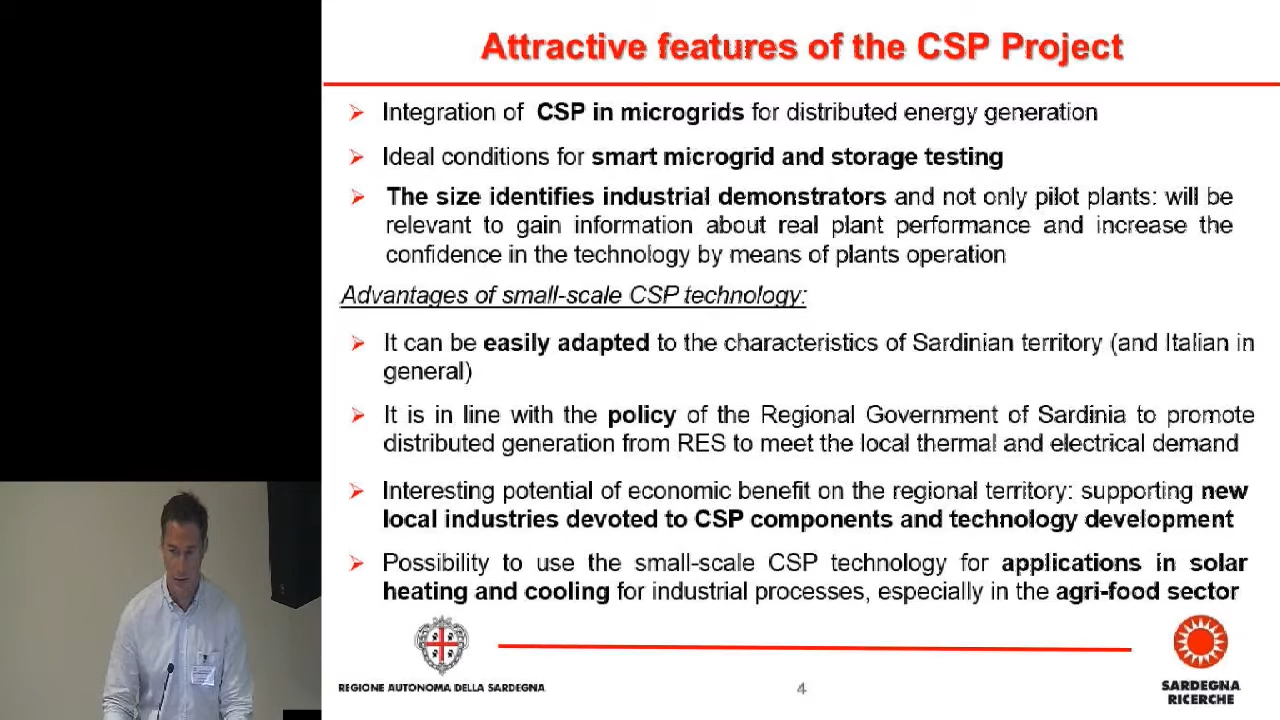 Attractive features of the CSP Project
Integration of CSP in microgrids for distributed energy generation
Ideal conditions for smart microgrid and storage testing
The size identifies industrial demonstrators and not only pilot plants: will be
relevant to gain information about real plant performance and increase the
confidence in the technology by means of plants operation
Advantages of small-scale CSP technology:
It can be easily adapted to the characteristics of Sardinian territory (and Italian in
general)
It is in line with the policy of the Regional Government of Sardinia to promote
distributed generation from RES to meet the local thermal and electrical demand
Interesting potential of economic benefit on the regional territory: supporting new
local industries devoted to CSP components and technology development
Possibility to use the small-scale CSP technology for applications in solar
heating and cooling for industrial processes, especially in the agri-food sector
REGIONE AUTONOMA DELLA SARDEGNA
4
SARDEGNA
RICERCHE